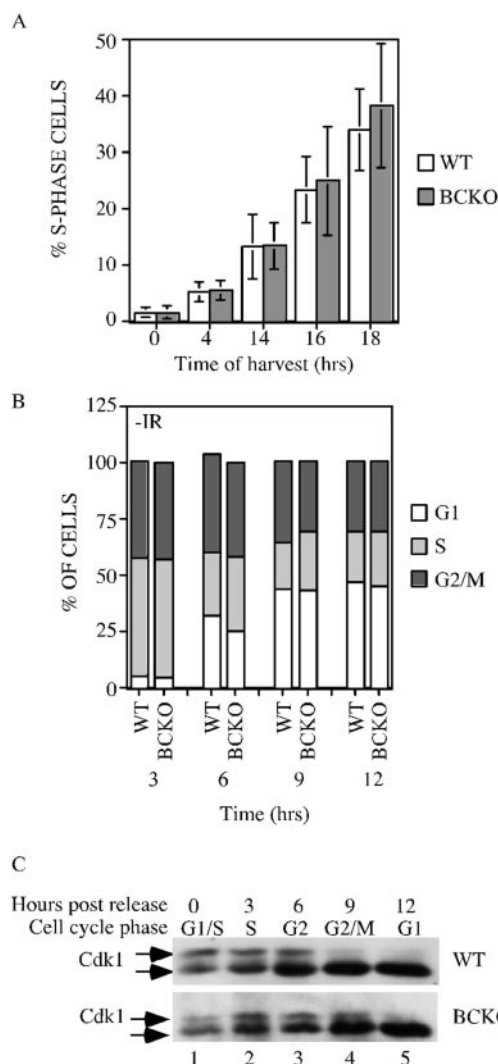 A
50
40
30
20
10
0
% S-PHASE CELLS
WT
BCKO
0 4 14 16 18
Time of harvest (hrs)
B
125
100
75
50
25
0
% OF CELLS
-IR
G1
S
G2/M
WT BCKO WT BCKO WT BCKO WT BCKO
3 6 9 12
Time (hrs)
C
Hours post release 0 3 6 9 12
Cell cycle phase G1/S S G2 G2/M G1
Cdk1 WT
Cdk1 BCKO
1 2 3 4 5